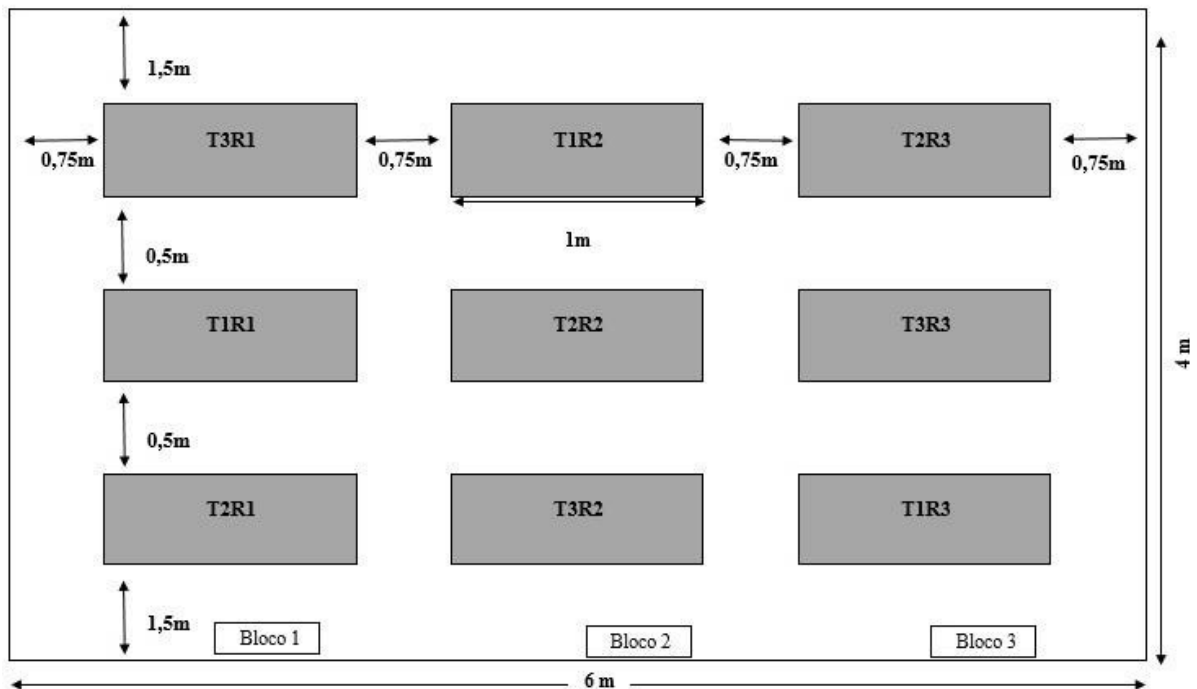 1,5m
T3R1
T1R2
T2R3
0,75m
0,75m
0,75m
0,75m
1m
0,5m
T1R1
T2R2
T3R3
4 m
0,5m
T2R1
T3R2
T1R3
1,5m
Bloco 1
Bloco 2
Bloco 3
6 m